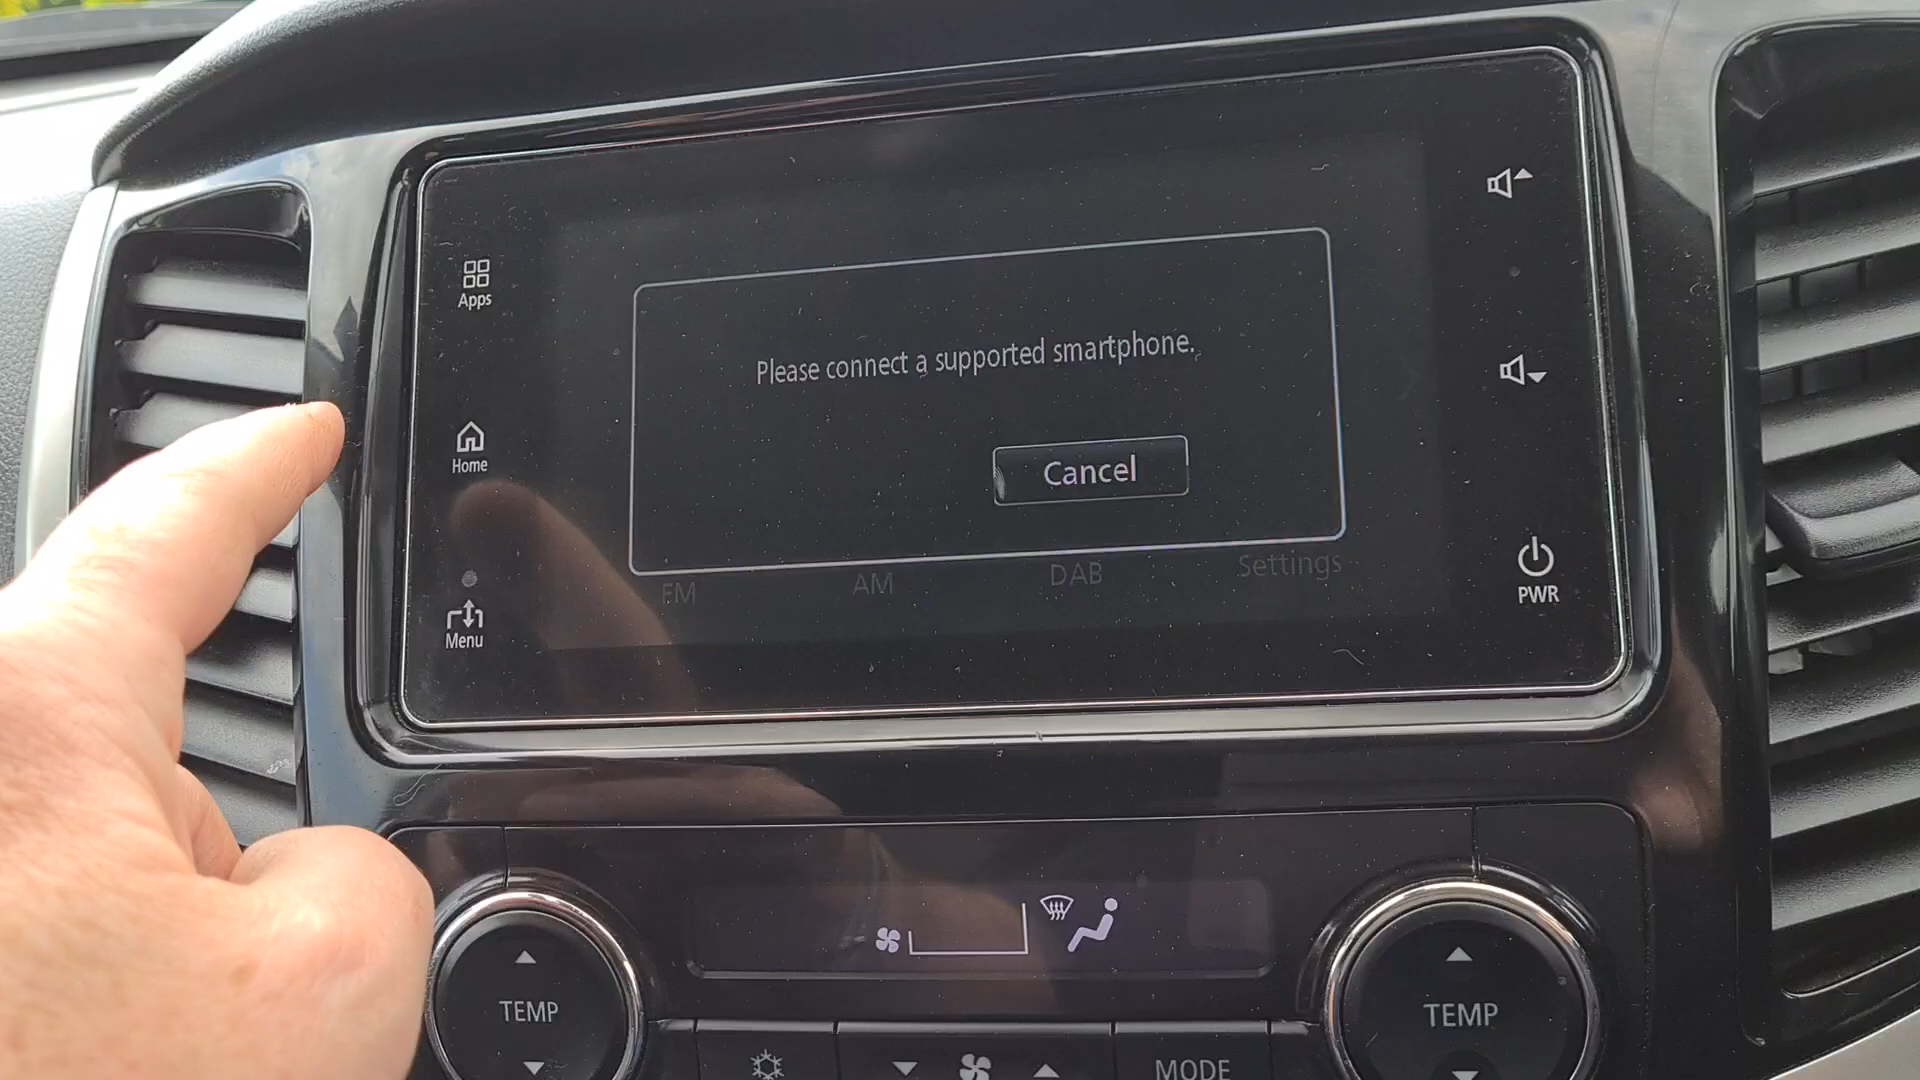 Apps
Please connect a supported smartphone.
Home
Cancel
FM AM DAB Settings
Menu
PWR
TEMP
TEMP
MODE